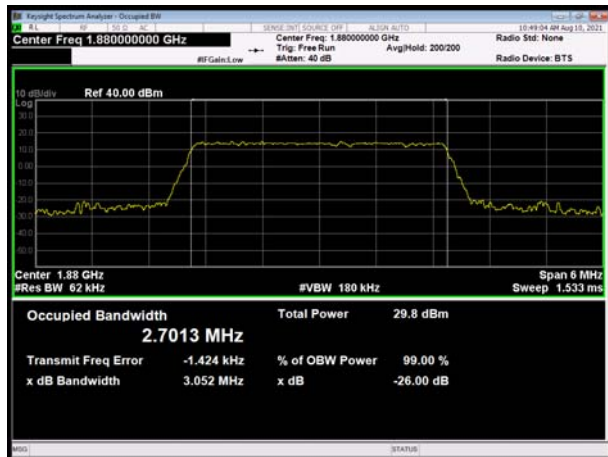 Keysight Spectrum Analyzer - Occupied BW
RL RF 50 Ω AC SENSE:INT SOURCE OFF ALIGN AUTO 10:49:04 AM Aug 10, 2021
Center Freq 1.880000000 GHz Center Freq: 1.880000000 GHz Radio Std: None
Trig: Free Run Avg|Hold: 200/200
#IFGain:Low #Atten: 40 dB Radio Device: BTS
10 dB/div Ref 40.00 dBm
Log
30.0
20.0
10.0
0.00
-10.0
-20.0
-30.0
-40.0
-50.0
Center 1.88 GHz Span 6 MHz
#Res BW 62 kHz #VBW 180 kHz Sweep 1.533 ms
Occupied Bandwidth Total Power 29.8 dBm
2.7013 MHz
Transmit Freq Error -1.424 kHz % of OBW Power 99.00 %
x dB Bandwidth 3.052 MHz x dB -26.00 dB
MSG STATUS